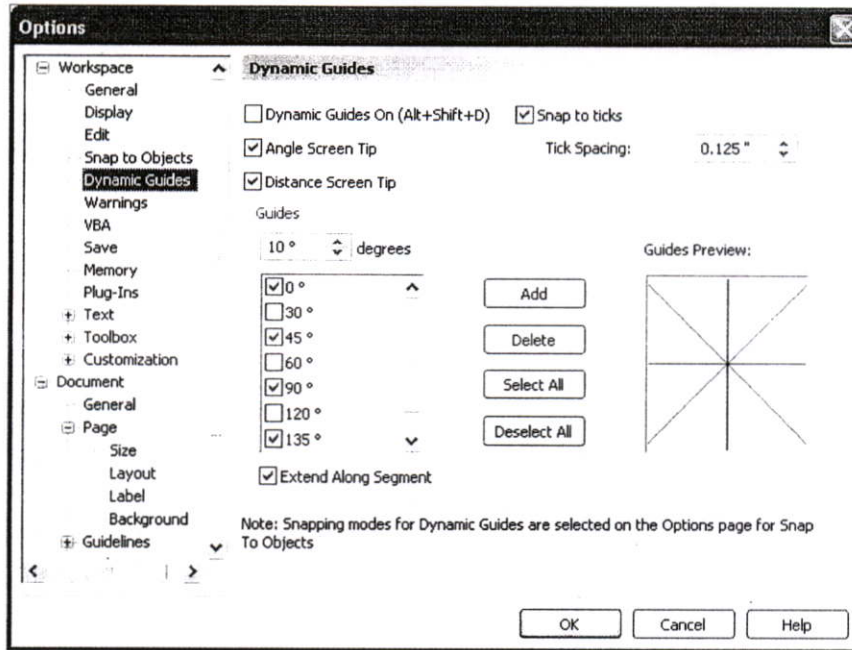 Options
Workspace
General
Display
Edit
Snap to Objects
Dynamic Guides
Warnings
VBA
Save
Memory
Plug-Ins
Text
Toolbox
Customization
Document
General
Page
Size
Layout
Label
Background
Guidelines
Dynamic Guides
Dynamic Guides On (Alt+Shift+D)
Snap to ticks
Angle Screen Tip
Tick Spacing: 0.125 "
Distance Screen Tip
Guides
10 ° degrees
0 °
30 °
45 °
60 °
90 °
120 °
135 °
Add
Delete
Select All
Deselect All
Guides Preview:
Extend Along Segment
Note: Snapping modes for Dynamic Guides are selected on the Options page for Snap
To Objects
OK
Cancel
Help